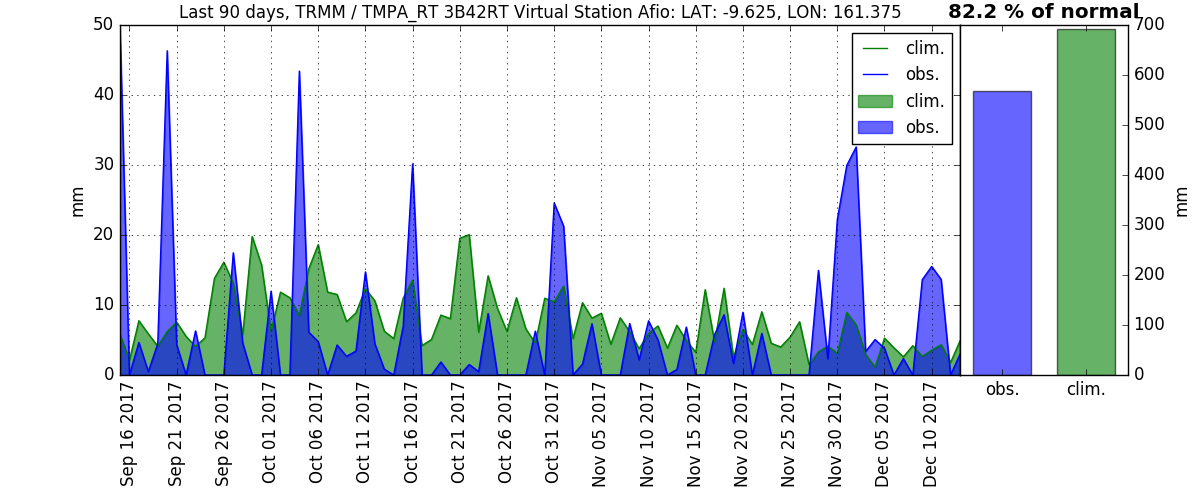 Last 90 days, TRMM / TMPA_RT 3B42RT Virtual Station Afio: LAT: -9.625, LON: 161.375
82.2 % of normal
50
40
30
20
10
0
mm
clim.
obs.
clim.
obs.
700
600
500
400
300
200
100
0
mm
Sep 16 2017
Sep 21 2017
Sep 26 2017
Oct 01 2017
Oct 06 2017
Oct 11 2017
Oct 16 2017
Oct 21 2017
Oct 26 2017
Oct 31 2017
Nov 05 2017
Nov 10 2017
Nov 15 2017
Nov 20 2017
Nov 25 2017
Nov 30 2017
Dec 05 2017
Dec 10 2017
obs.
clim.